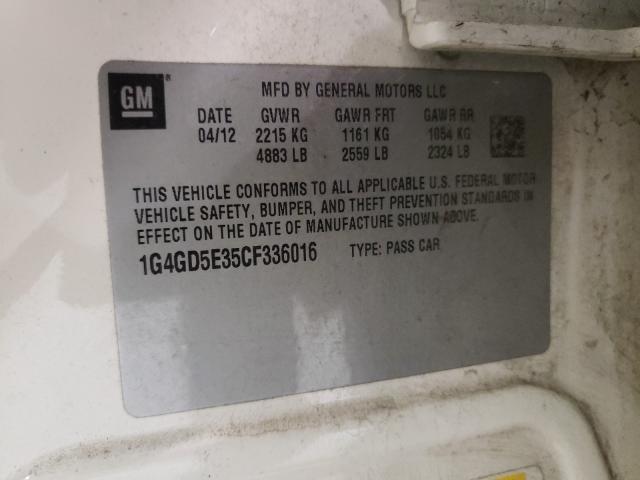 GM
MFD BY GENERAL MOTORS LLC
DATE GVWR GAWR FRT GAWR RR
04/12 2215 KG 1161 KG 1054 KG
4883 LB 2559 LB 2324 LB
THIS VEHICLE CONFORMS TO ALL APPLICABLE U.S. FEDERAL MOTOR
VEHICLE SAFETY, BUMPER, AND THEFT PREVENTION STANDARDS IN
EFFECT ON THE DATE OF MANUFACTURE SHOWN ABOVE.
1G4GD5E35CF336016 TYPE: PASS CAR